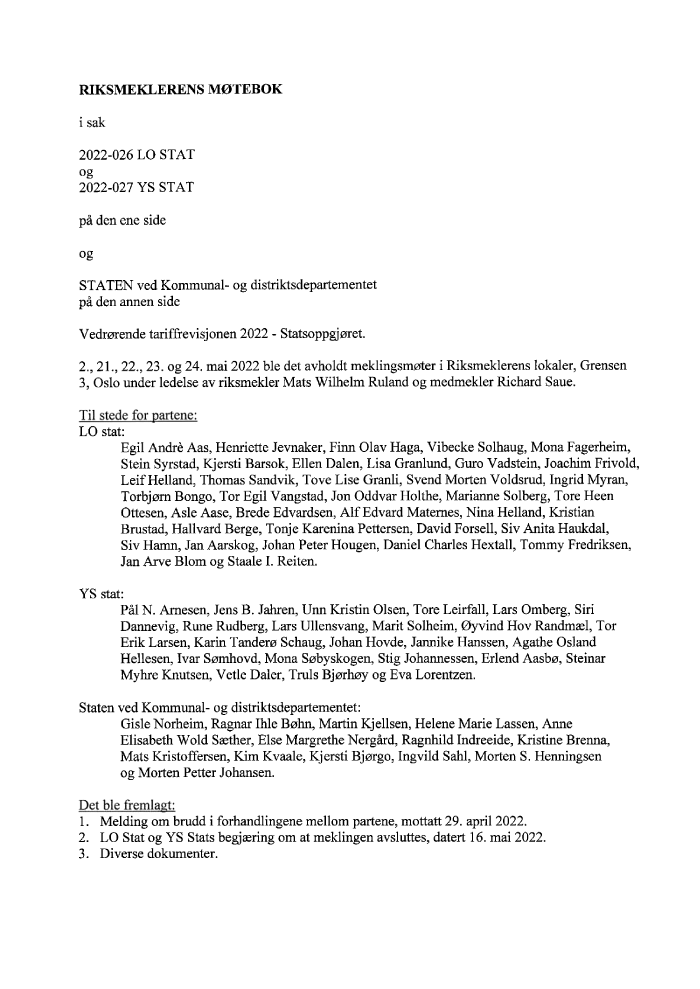 RIKSMEKLERENS MØTEBOK
i sak
2022-026 LO STAT
og
2022-027 YS STAT
på den ene side
og
STATEN ved Kommunal- og distriktsdepartementet
på den annen side
Vedrørende tariffrevisjonen 2022 - Statsoppgjøret.
2., 21., 22., 23. og 24. mai 2022 ble det avholdt meklingsmøter i Riksmeklerens lokaler, Grensen
3, Oslo under ledelse av riksmekler Mats Wilhelm Ruland og medmekler Richard Saue.
Til stede for partene:
LO stat:
Egil Andrè Aas, Henriette Jevnaker, Finn Olav Haga, Vibecke Solhaug, Mona Fagerheim,
Stein Syrstad, Kjersti Barsok, Ellen Dalen, Lisa Granlund, Guro Vadstein, Joachim Frivold,
Leif Helland, Thomas Sandvik, Tove Lise Granli, Svend Morten Voldsrud, Ingrid Myran,
Torbjørn Bongo, Tor Egil Vangstad, Jon Oddvar Holthe, Marianne Solberg, Tore Heen
Ottesen, Asle Aase, Brede Edvardsen, Alf Edvard Maternes, Nina Helland, Kristian
Brustad, Hallvard Berge, Tonje Karenina Pettersen, David Forsell, Siv Anita Haukdal,
Siv Hamn, Jan Aarskog, Johan Peter Hougen, Daniel Charles Hextall, Tommy Fredriksen,
Jan Arve Blom og Staale I. Reiten.
YS stat:
Pål N. Arnesen, Jens B. Jahren, Unn Kristin Olsen, Tore Leirfall, Lars Omberg, Siri
Dannevig, Rune Rudberg, Lars Ullensvang, Marit Solheim, Øyvind Hov Randmæl, Tor
Erik Larsen, Karin Tanderø Schaug, Johan Hovde, Jannike Hanssen, Agathe Osland
Hellesen, Ivar Sømhovd, Mona Søbyskogen, Stig Johannessen, Erlend Aasbø, Steinar
Myhre Knutsen, Vetle Daler, Truls Bjørhøy og Eva Lorentzen.
Staten ved Kommunal- og distriktsdepartementet:
Gisle Norheim, Ragnar Ihle Bøhn, Martin Kjellsen, Helene Marie Lassen, Anne
Elisabeth Wold Sæther, Else Margrethe Nergård, Ragnhild Indreeide, Kristine Brenna,
Mats Kristoffersen, Kim Kvaale, Kjersti Bjørgo, Ingvild Sahl, Morten S. Henningsen
og Morten Petter Johansen.
Det ble fremlagt:
1. Melding om brudd i forhandlingene mellom partene, mottatt 29. april 2022.
2. LO Stat og YS Stats begjæring om at meklingen avsluttes, datert 16. mai 2022.
3. Diverse dokumenter.